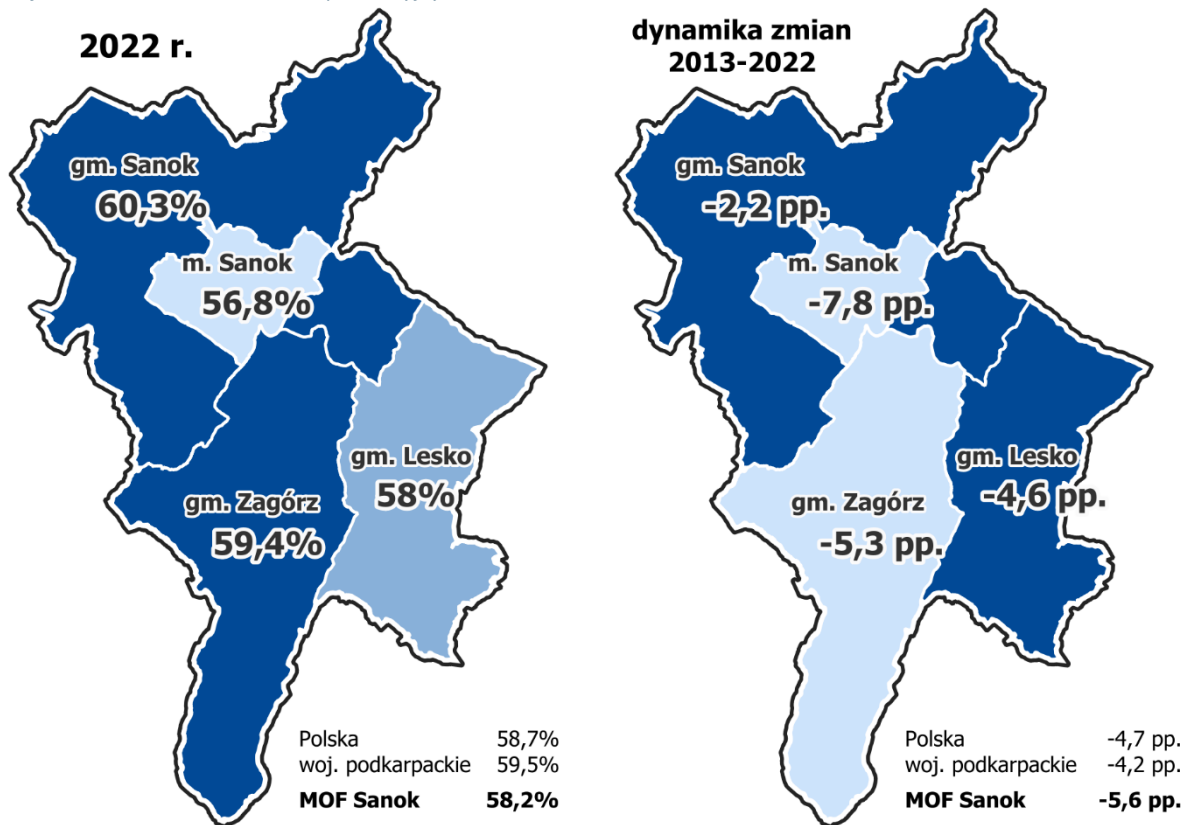 2022 r.
gm. Sanok
60,3%
m. Sanok
56,8%
gm. Lesko
58%
gm. Zagórz
59,4%
Polska 58,7%
woj. podkarpackie 59,5%
MOF Sanok 58,2%
dynamika zmian
2013-2022
gm. Sanok
-2,2 pp.
m. Sanok
-7,8 pp.
gm. Lesko
-4,6 pp.
gm. Zagórz
-5,3 pp.
Polska -4,7 pp.
woj. podkarpackie -4,2 pp.
MOF Sanok -5,6 pp.